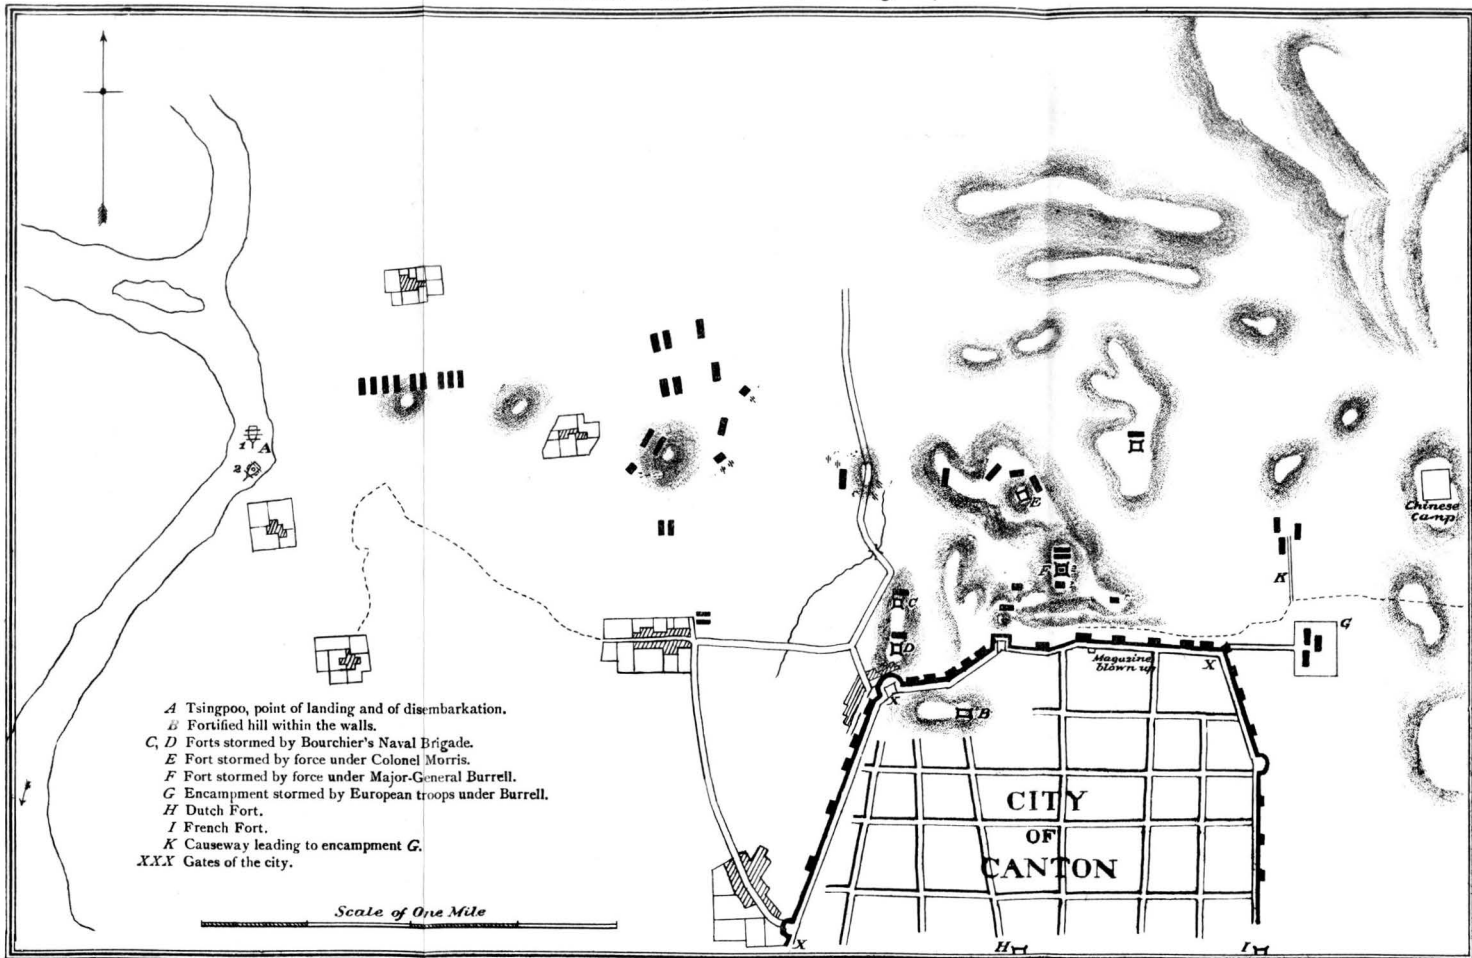 1 A
2
E
Chinese
Camp.
F
K
C
G
D
Magazine
blown up
X
X
B
A Tsingpoo, point of landing and of disembarkation.
B Fortified hill within the walls.
C, D Forts stormed by Bourchier's Naval Brigade.
E Fort stormed by force under Colonel Morris.
F Fort stormed by force under Major-General Burrell.
G Encampment stormed by European troops under Burrell.
H Dutch Fort.
I French Fort.
K Causeway leading to encampment G.
XXX Gates of the city.
CITY
OF
CANTON
Scale of One Mile
X
H
I